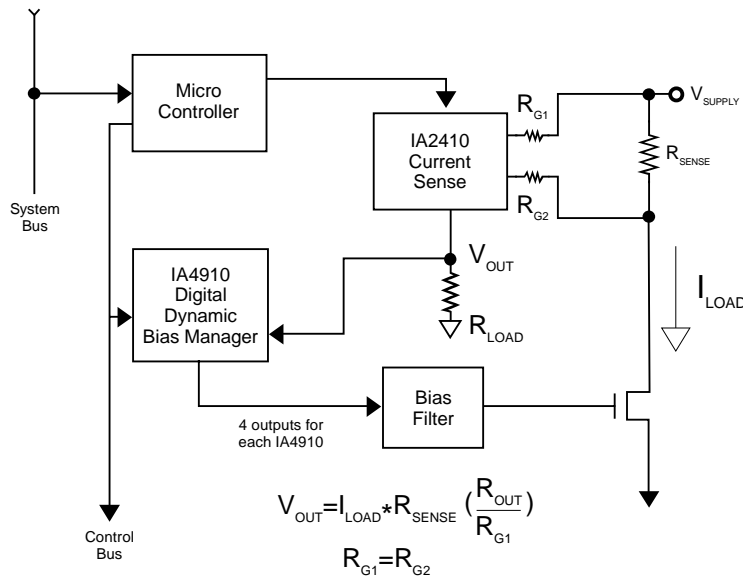 Micro
Controller
R_G1
V_SUPPLY
IA2410
Current
Sense
R_SENSE
R_G2
System
Bus
V_OUT
IA4910
Digital
Dynamic
Bias Manager
I_LOAD
R_LOAD
Bias
Filter
4 outputs for
each IA4910
V_OUT=I_LOAD*R_SENSE (R_OUT/R_G1)
R_G1=R_G2
Control
Bus